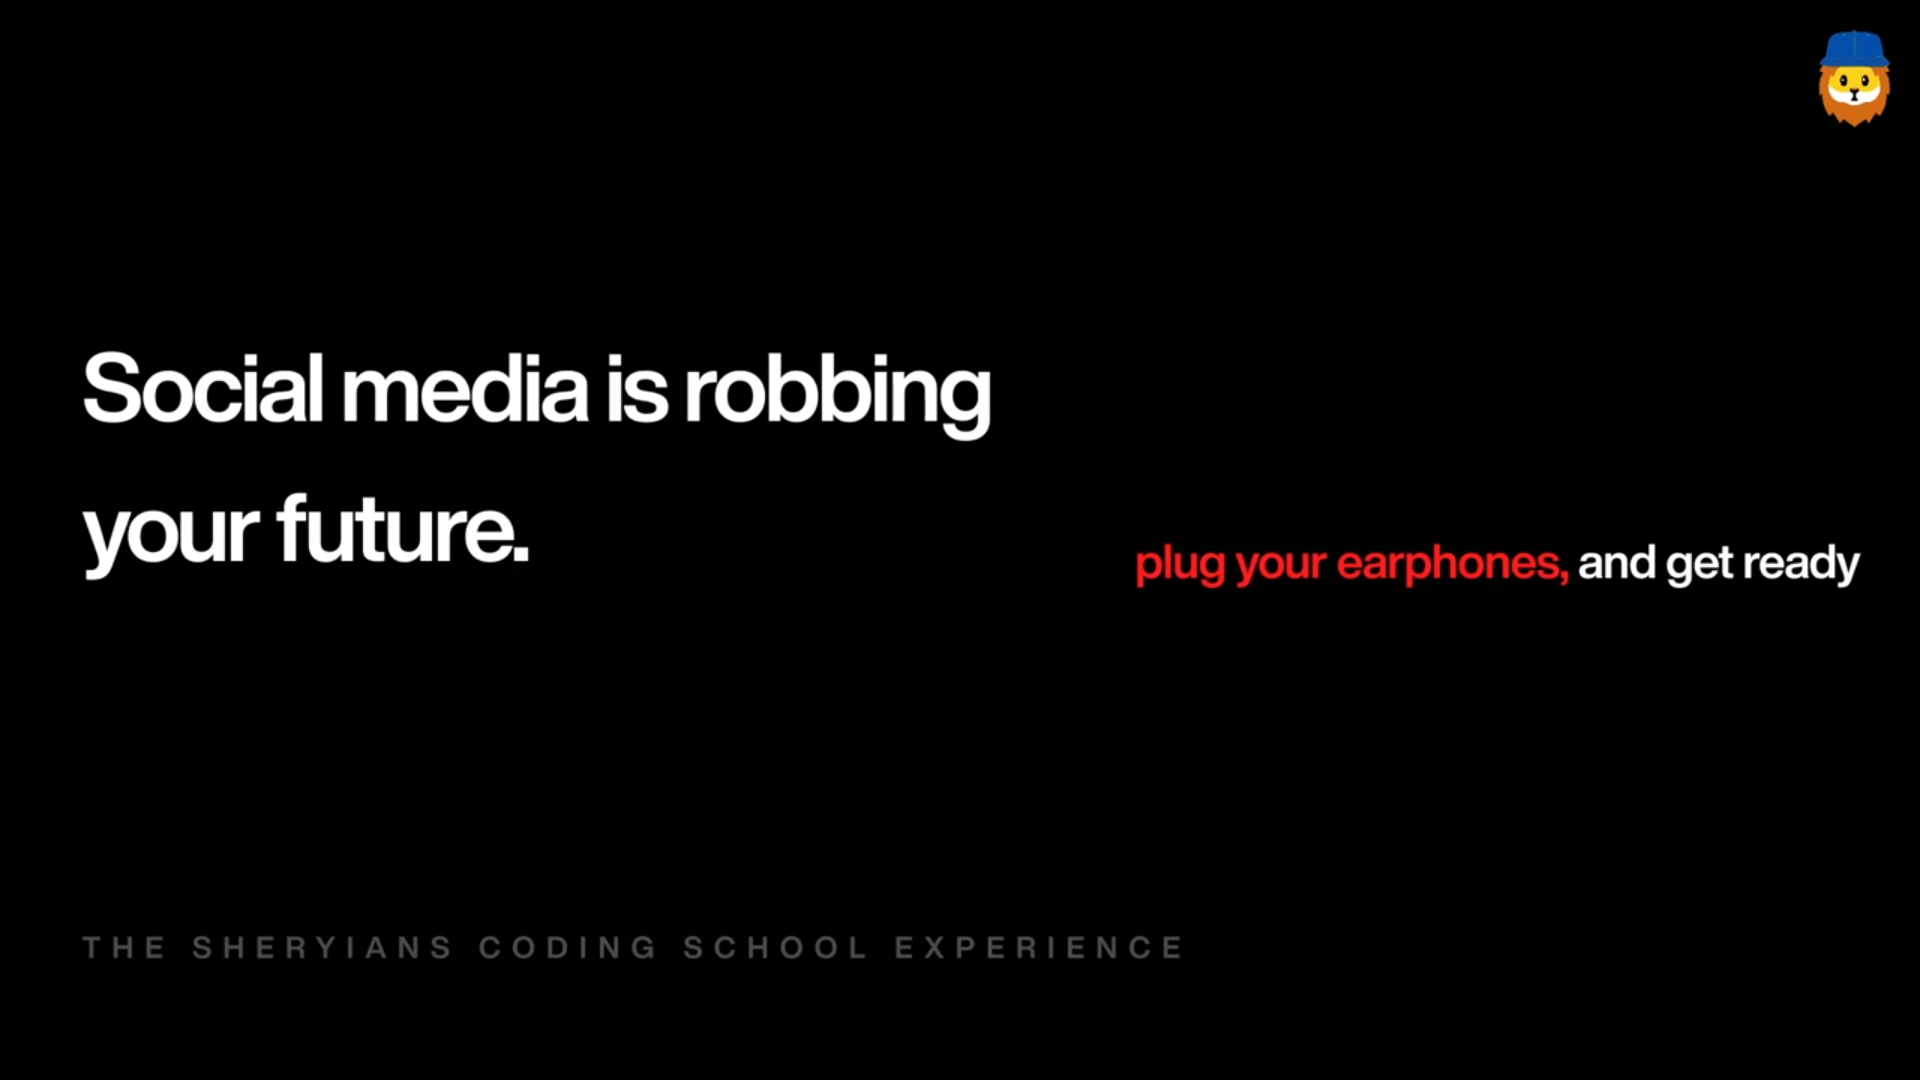 Social media is robbing
your future.
plug your earphones, and get ready
THE SHERYIANS CODING SCHOOL EXPERIENCE